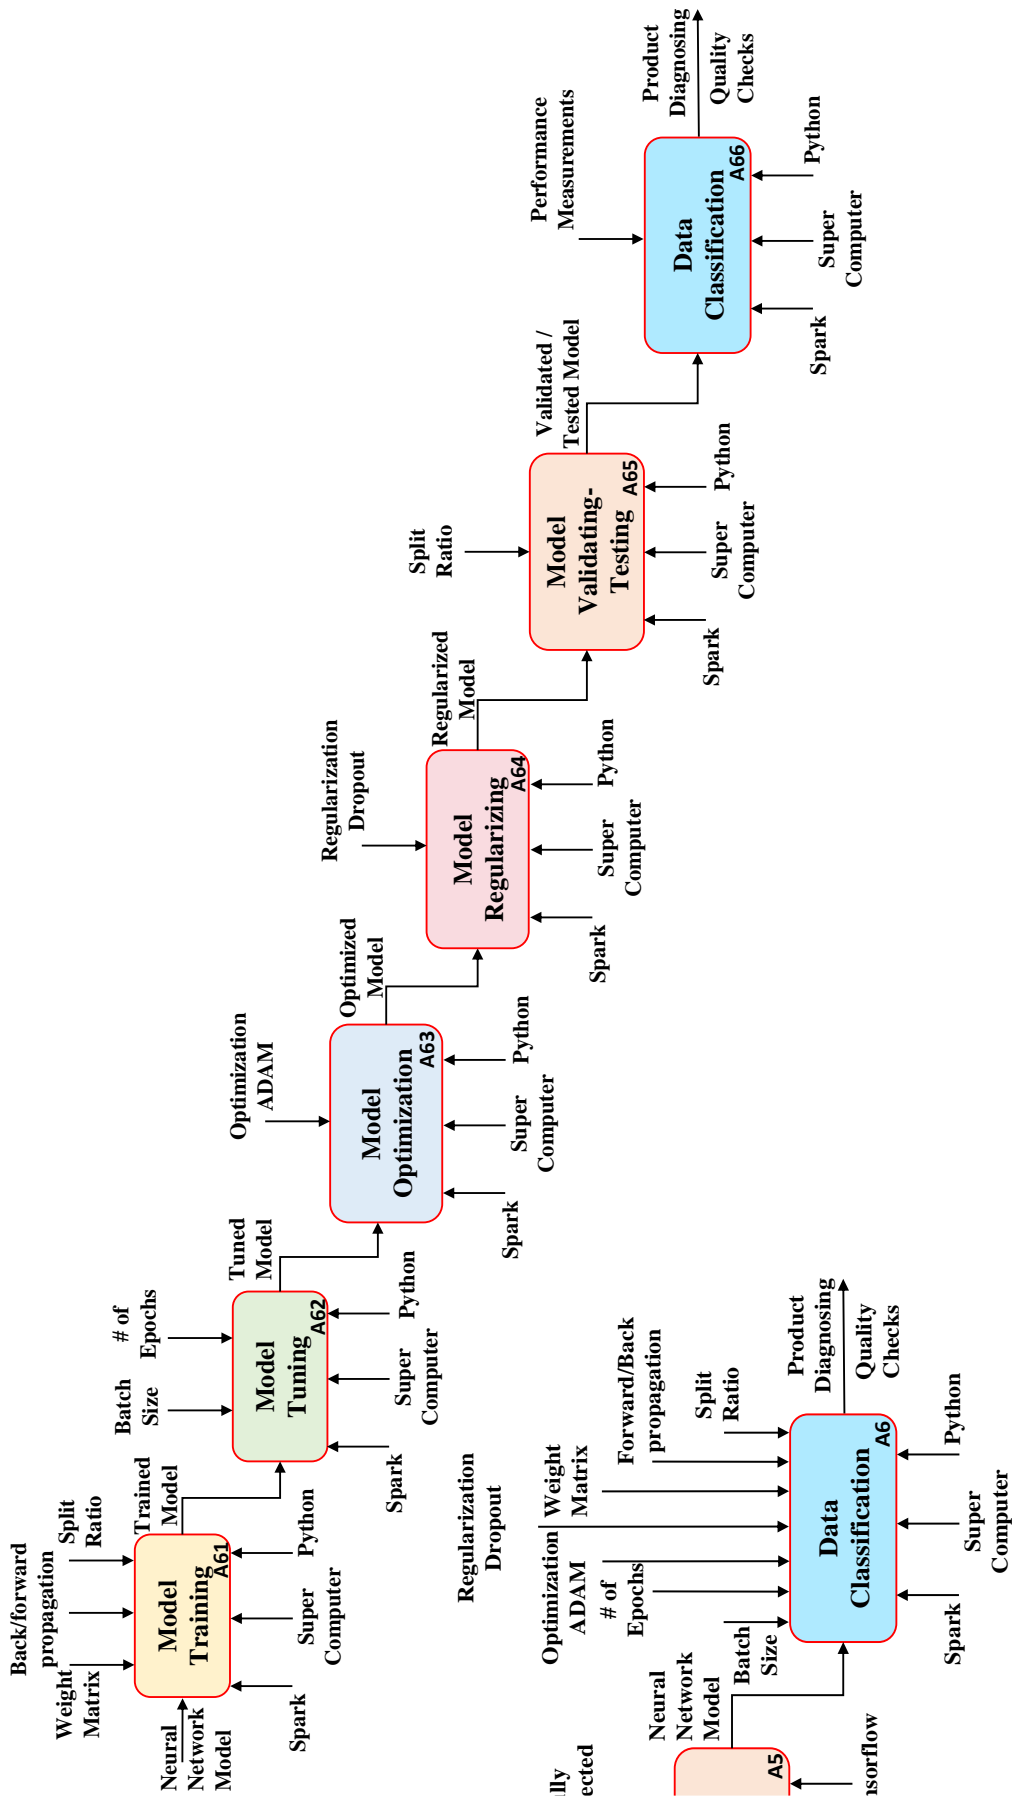 Back/forward
propagation
Weight
Matrix
Split
Ratio
Neural
Network
Model
Model
Training
A61
Trained
Model
Spark
Super
Computer
Python
Batch
Size
# of
Epochs
Model
Tuning
A62
Tuned
Model
Spark
Super
Computer
Python
Optimization
ADAM
Model
Optimization
A63
Optimized
Model
Spark
Super
Computer
Python
Regularization
Dropout
Model
Regularizing
A64
Regularized
Model
Spark
Super
Computer
Python
Split
Ratio
Model
Validating-
Testing
A65
Validated /
Tested Model
Spark
Super
Computer
Python
Performance
Measurements
Data
Classification
A66
Product
Diagnosing
Quality
Checks
Spark
Super
Computer
Python
lly
ected
A5
nsorflow
Neural
Network
Model
Regularization
Dropout
Optimization
ADAM
# of
Epochs
Batch
Size
Weight
Matrix
Forward/Back
propagation
Split
Ratio
Data
Classification
A6
Product
Diagnosing
Quality
Checks
Spark
Super
Computer
Python